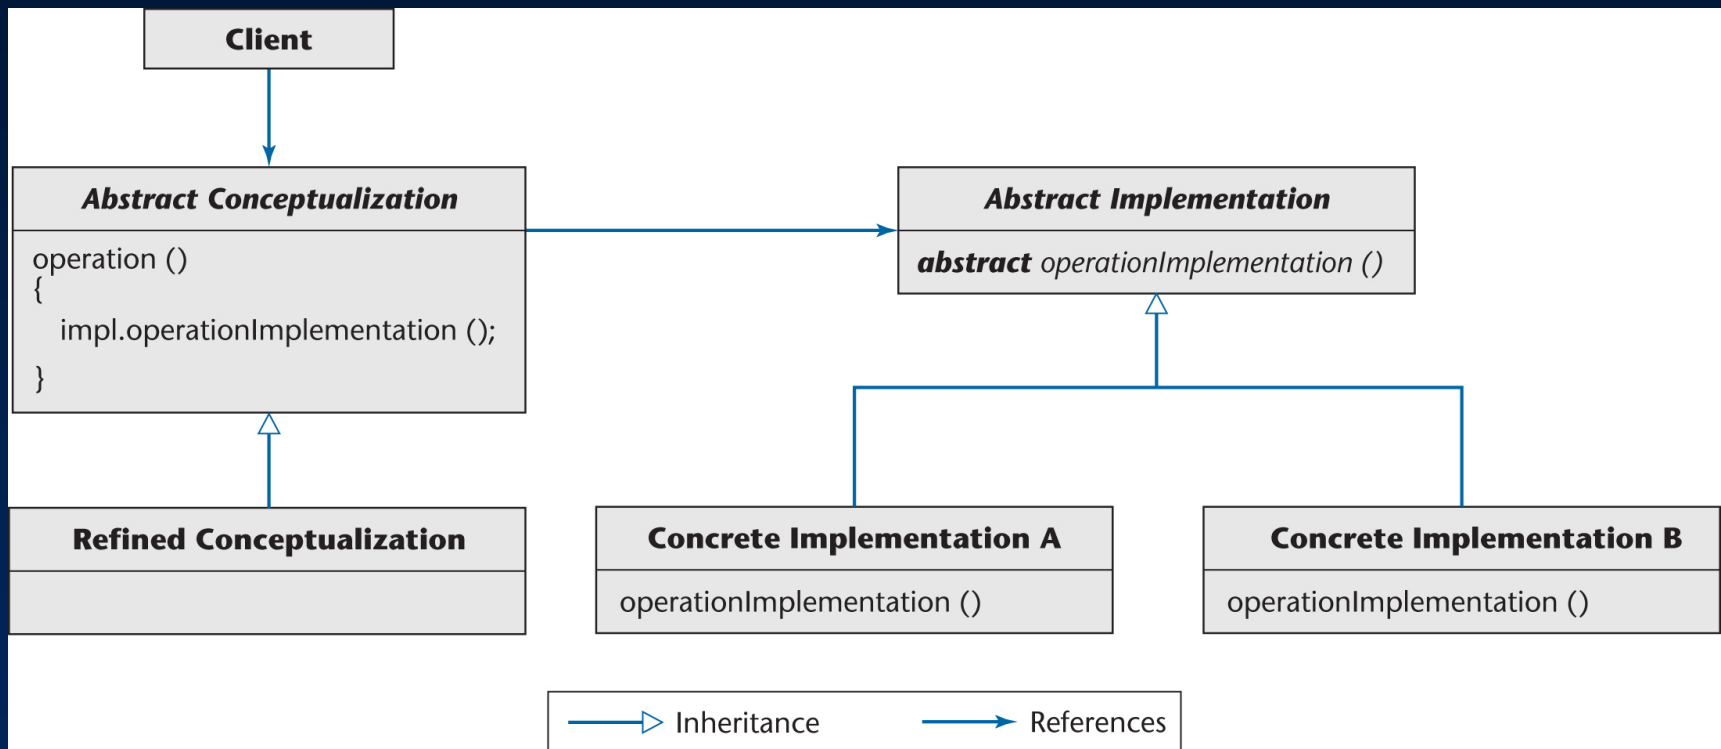 Client
Abstract Conceptualization
operation ()
{
impl.operationImplementation ();
}
Abstract Implementation
abstract operationImplementation ()
Refined Conceptualization
Concrete Implementation A
operationImplementation ()
Concrete Implementation B
operationImplementation ()
Inheritance
References